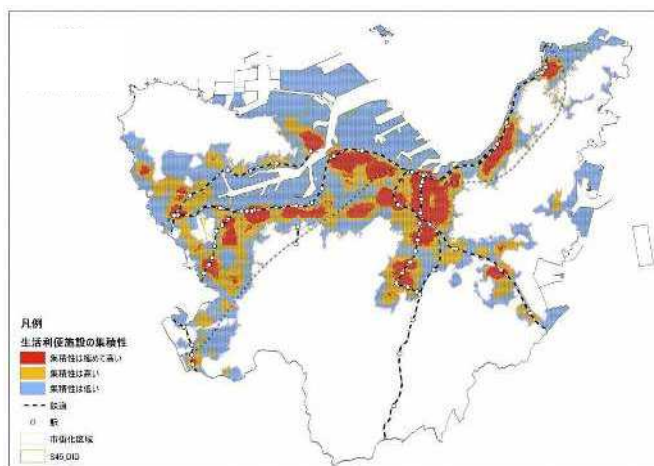 凡例
生活利便施設の集積性
集積性は極めて高い
集積性は高い
集積性は低い
鉄道
駅
市街化区域
S45_DID